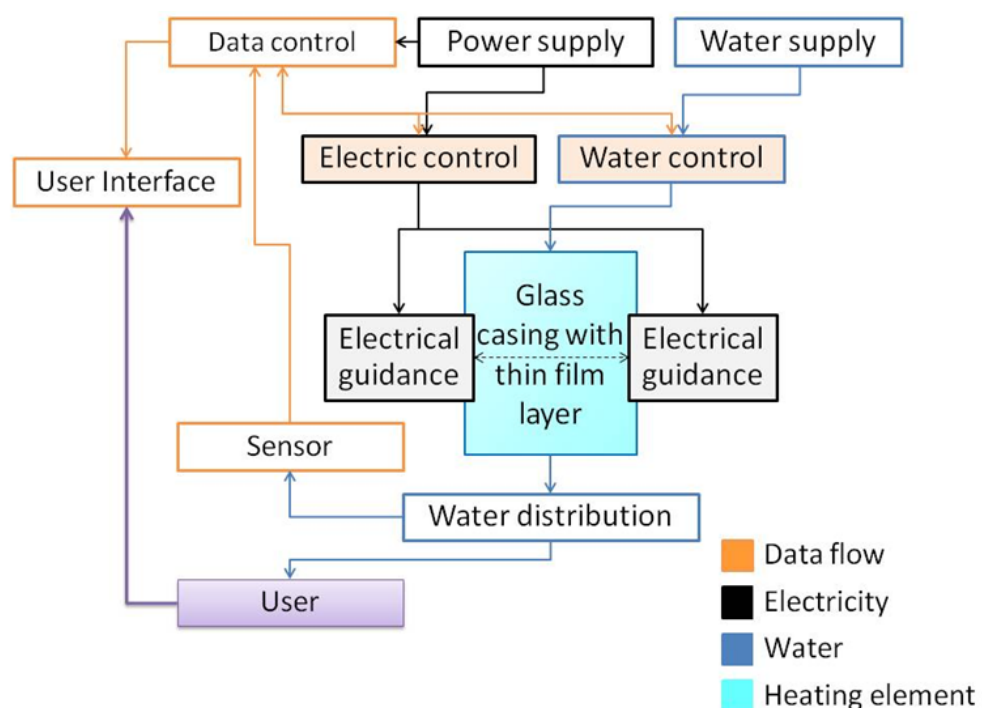 Data control
Power supply
Water supply
Electric control
Water control
User Interface
Glass
casing with
thin film
layer
Electrical
guidance
Electrical
guidance
Sensor
Water distribution
User
Data flow
Electricity
Water
Heating element